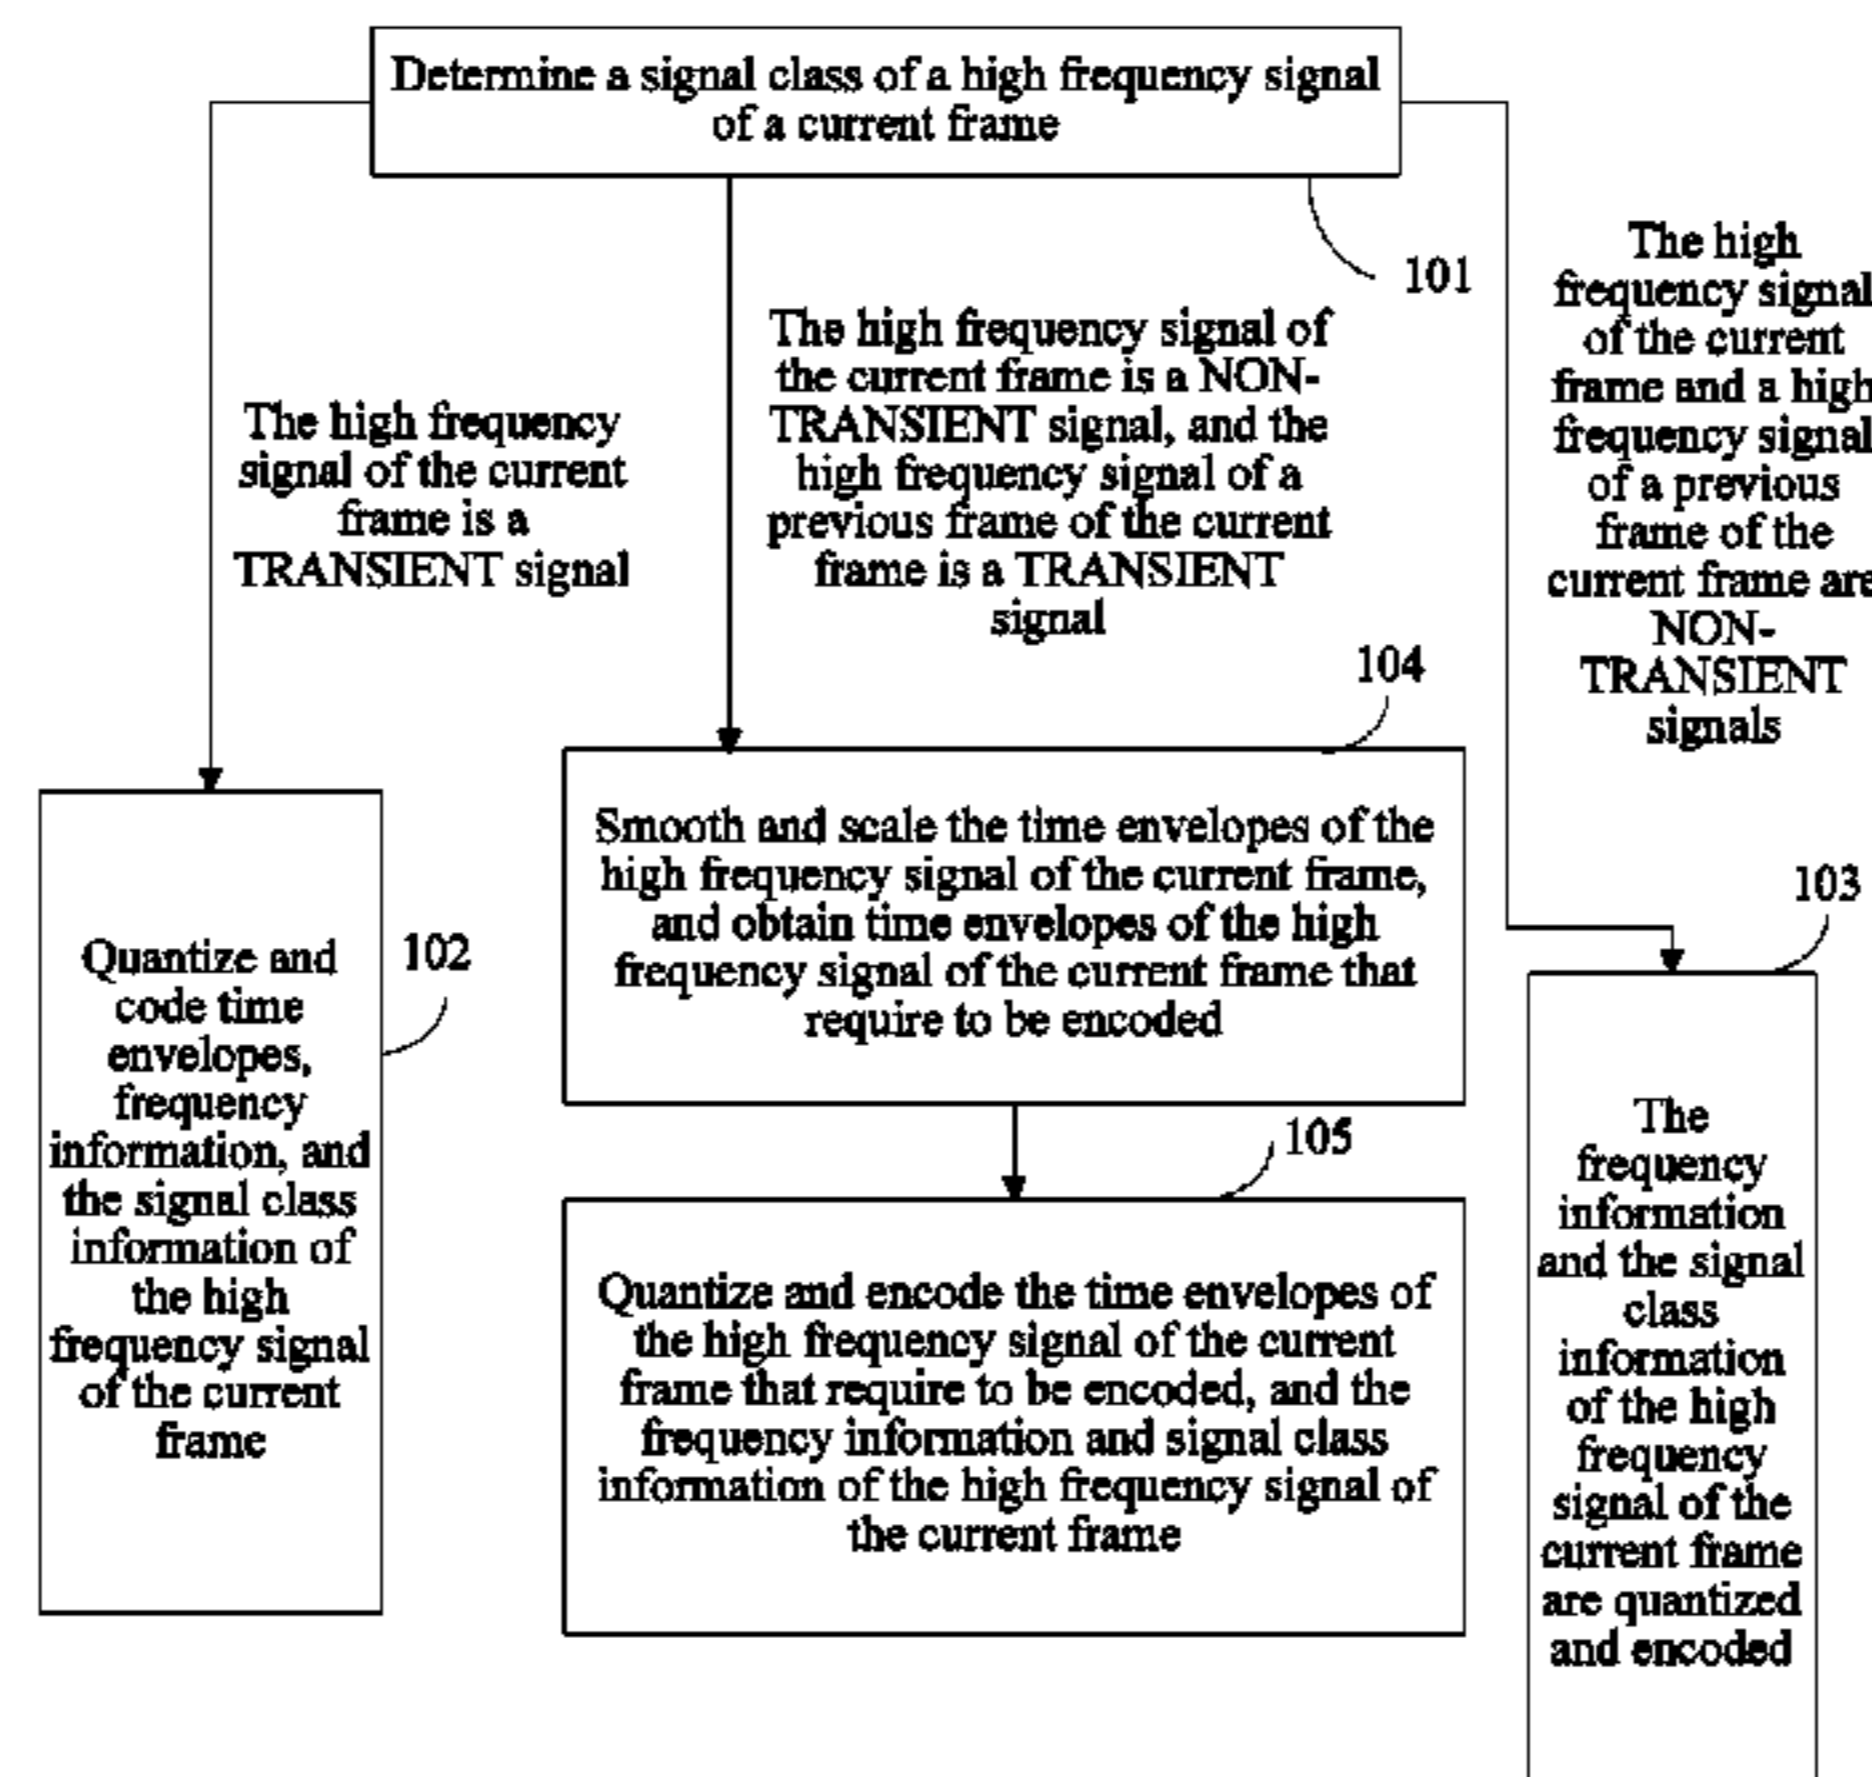 Determine a signal class of a high frequency signal
of a current frame
101
The high frequency
signal of the current
frame is a
TRANSIENT signal
The high frequency signal of
the current frame is a NON-
TRANSIENT signal, and the
high frequency signal of a
previous frame of the current
frame is a TRANSIENT
signal
The high
frequency signal
of the current
frame and a high
frequency signal
of a previous
frame of the
current frame are
NON-
TRANSIENT
signals
104
Smooth and scale the time envelopes of the
high frequency signal of the current frame,
and obtain time envelopes of the high
frequency signal of the current frame that
require to be encoded
102
Quantize and
code time
envelopes,
frequency
information, and
the signal class
information of
the high
frequency signal
of the current
frame
105
Quantize and encode the time envelopes of
the high frequency signal of the current
frame that require to be encoded, and the
frequency information and signal class
information of the high frequency signal of
the current frame
103
The
frequency
information
and the signal
class
information
of the high
frequency
signal of the
current frame
are quantized
and encoded